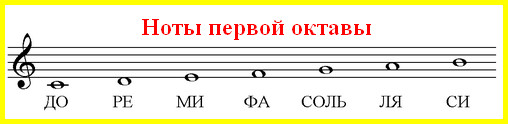 Ноты первой октавы
ДО РЕ МИ ФА СОЛЬ ЛЯ СИ